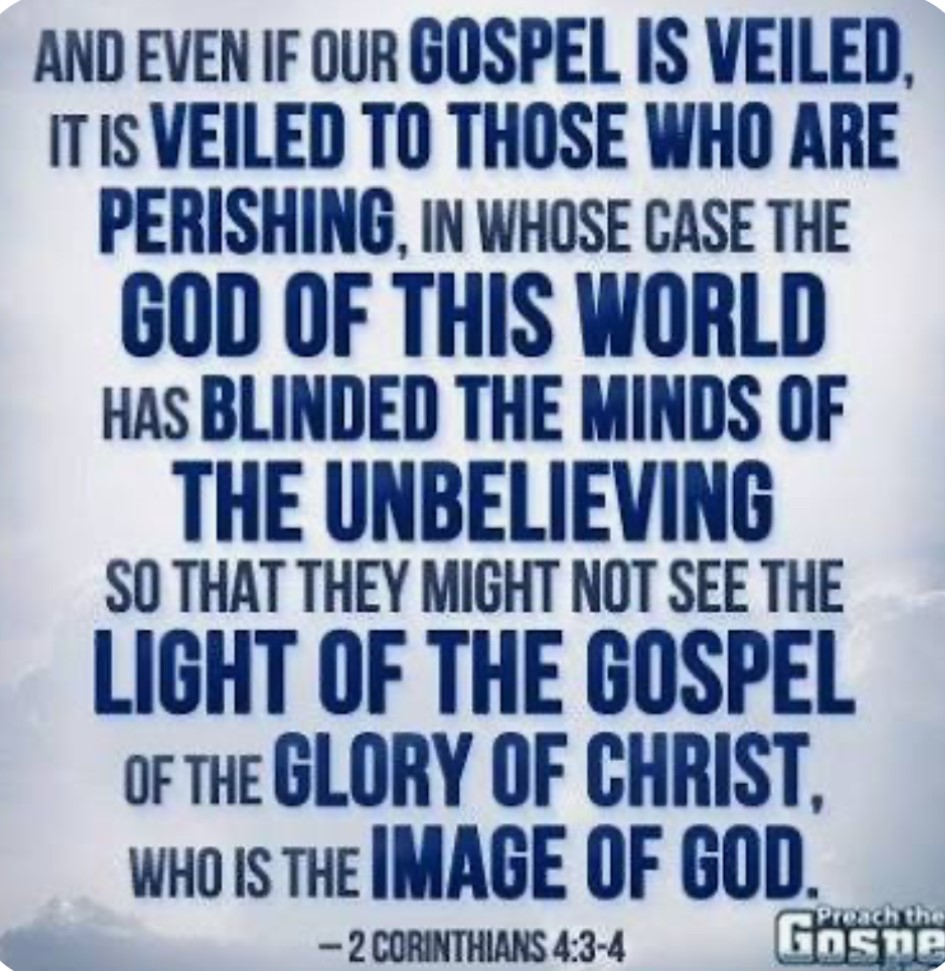 AND EVEN IF OUR GOSPEL IS VEILED,
IT IS VEILED TO THOSE WHO ARE
PERISHING, IN WHOSE CASE THE
GOD OF THIS WORLD
HAS BLINDED THE MINDS OF
THE UNBELIEVING
SO THAT THEY MIGHT NOT SEE THE
LIGHT OF THE GOSPEL
OF THE GLORY OF CHRIST,
WHO IS THE IMAGE OF GOD.
– 2 CORINTHIANS 4:3-4
Preach the
Gospe